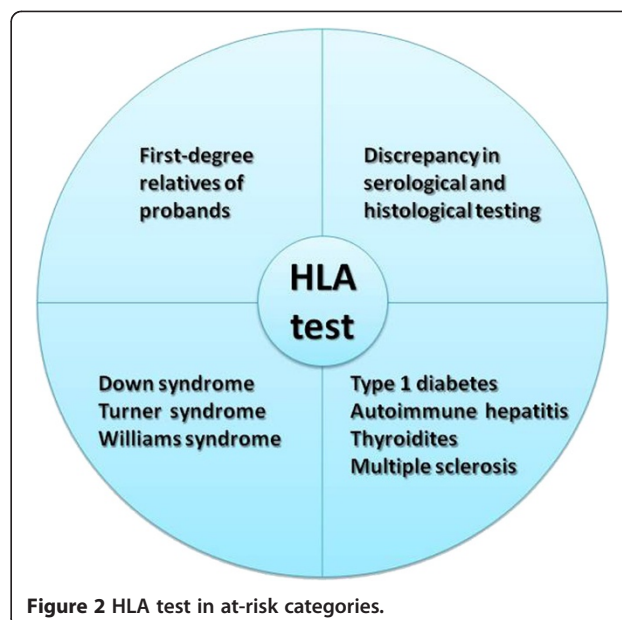 First-degree
relatives of
probands
Discrepancy in
serological and
histological testing
HLA
test
Down syndrome
Turner syndrome
Williams syndrome
Type 1 diabetes
Autoimmune hepatitis
Thyroidites
Multiple sclerosis
Figure 2 HLA test in at-risk categories.